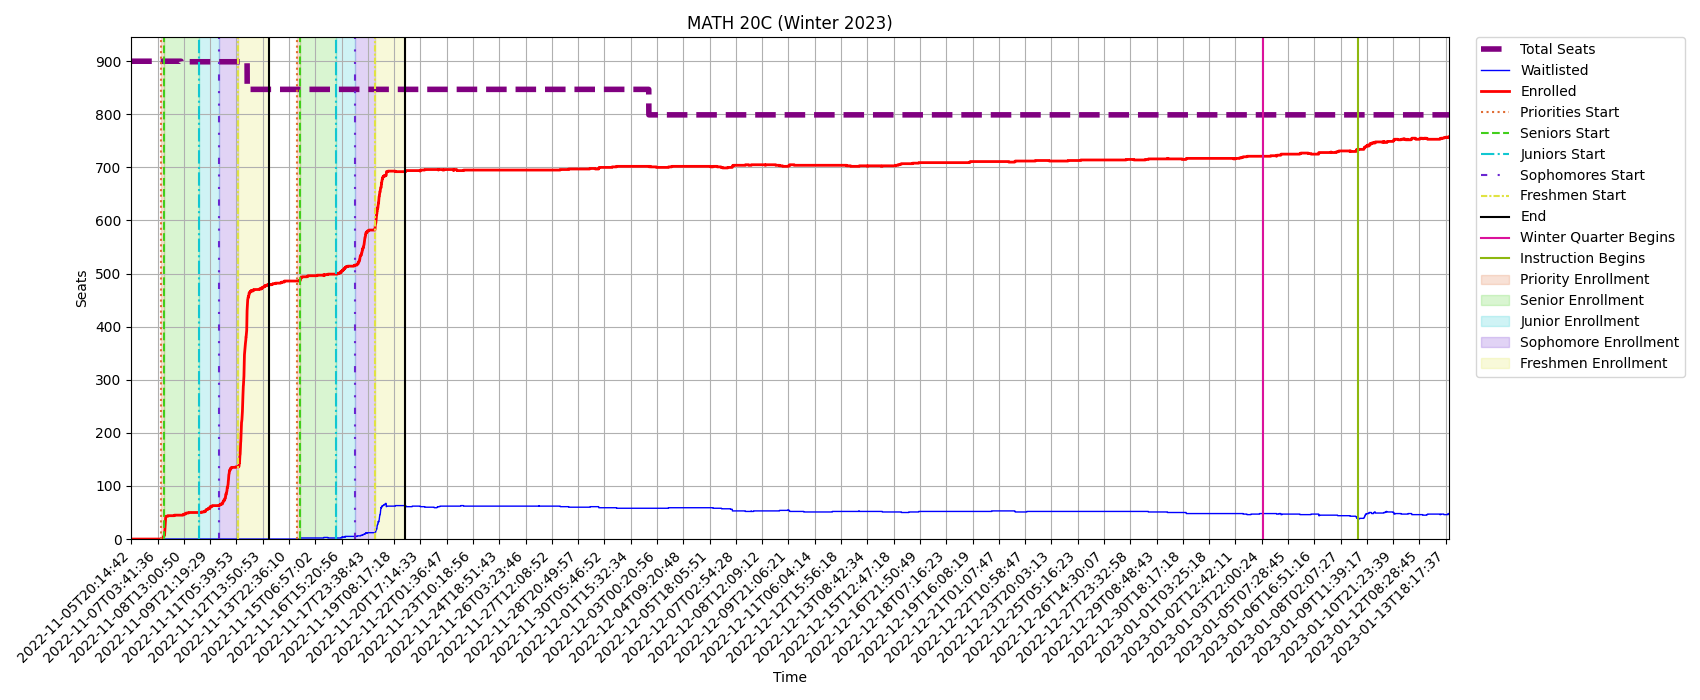 MATH 20C (Winter 2023)
Seats
900
800
700
600
500
400
300
200
100
0
2022-11-05T20:14:42
2022-11-07T03:41:36
2022-11-08T13:00:50
2022-11-09T21:19:29
2022-11-11T05:39:53
2022-11-12T13:50:53
2022-11-13T22:36:10
2022-11-15T06:57:02
2022-11-16T15:20:56
2022-11-17T23:38:43
2022-11-19T08:17:18
2022-11-20T17:14:33
2022-11-22T01:36:47
2022-11-23T10:18:56
2022-11-24T18:51:43
2022-11-26T03:23:46
2022-11-27T12:08:52
2022-11-28T20:49:57
2022-11-30T05:46:52
2022-12-01T15:32:34
2022-12-03T00:20:56
2022-12-04T09:20:48
2022-12-05T18:05:51
2022-12-07T02:54:28
2022-12-08T12:09:12
2022-12-09T21:06:21
2022-12-11T06:04:14
2022-12-12T15:56:18
2022-12-13T08:42:34
2022-12-15T12:47:18
2022-12-16T21:50:49
2022-12-18T07:16:23
2022-12-19T16:08:19
2022-12-21T01:07:47
2022-12-22T10:58:47
2022-12-23T20:03:13
2022-12-25T05:16:23
2022-12-26T14:30:07
2022-12-27T23:32:58
2022-12-29T08:48:43
2022-12-30T18:17:18
2023-01-01T03:25:18
2023-01-02T12:42:11
2023-01-03T22:00:24
2023-01-05T07:28:45
2023-01-06T16:51:16
2023-01-08T02:07:27
2023-01-09T11:39:17
2023-01-10T21:23:39
2023-01-12T08:28:45
2023-01-13T18:17:37
Time
Total Seats
Waitlisted
Enrolled
Priorities Start
Seniors Start
Juniors Start
Sophomores Start
Freshmen Start
End
Winter Quarter Begins
Instruction Begins
Priority Enrollment
Senior Enrollment
Junior Enrollment
Sophomore Enrollment
Freshmen Enrollment